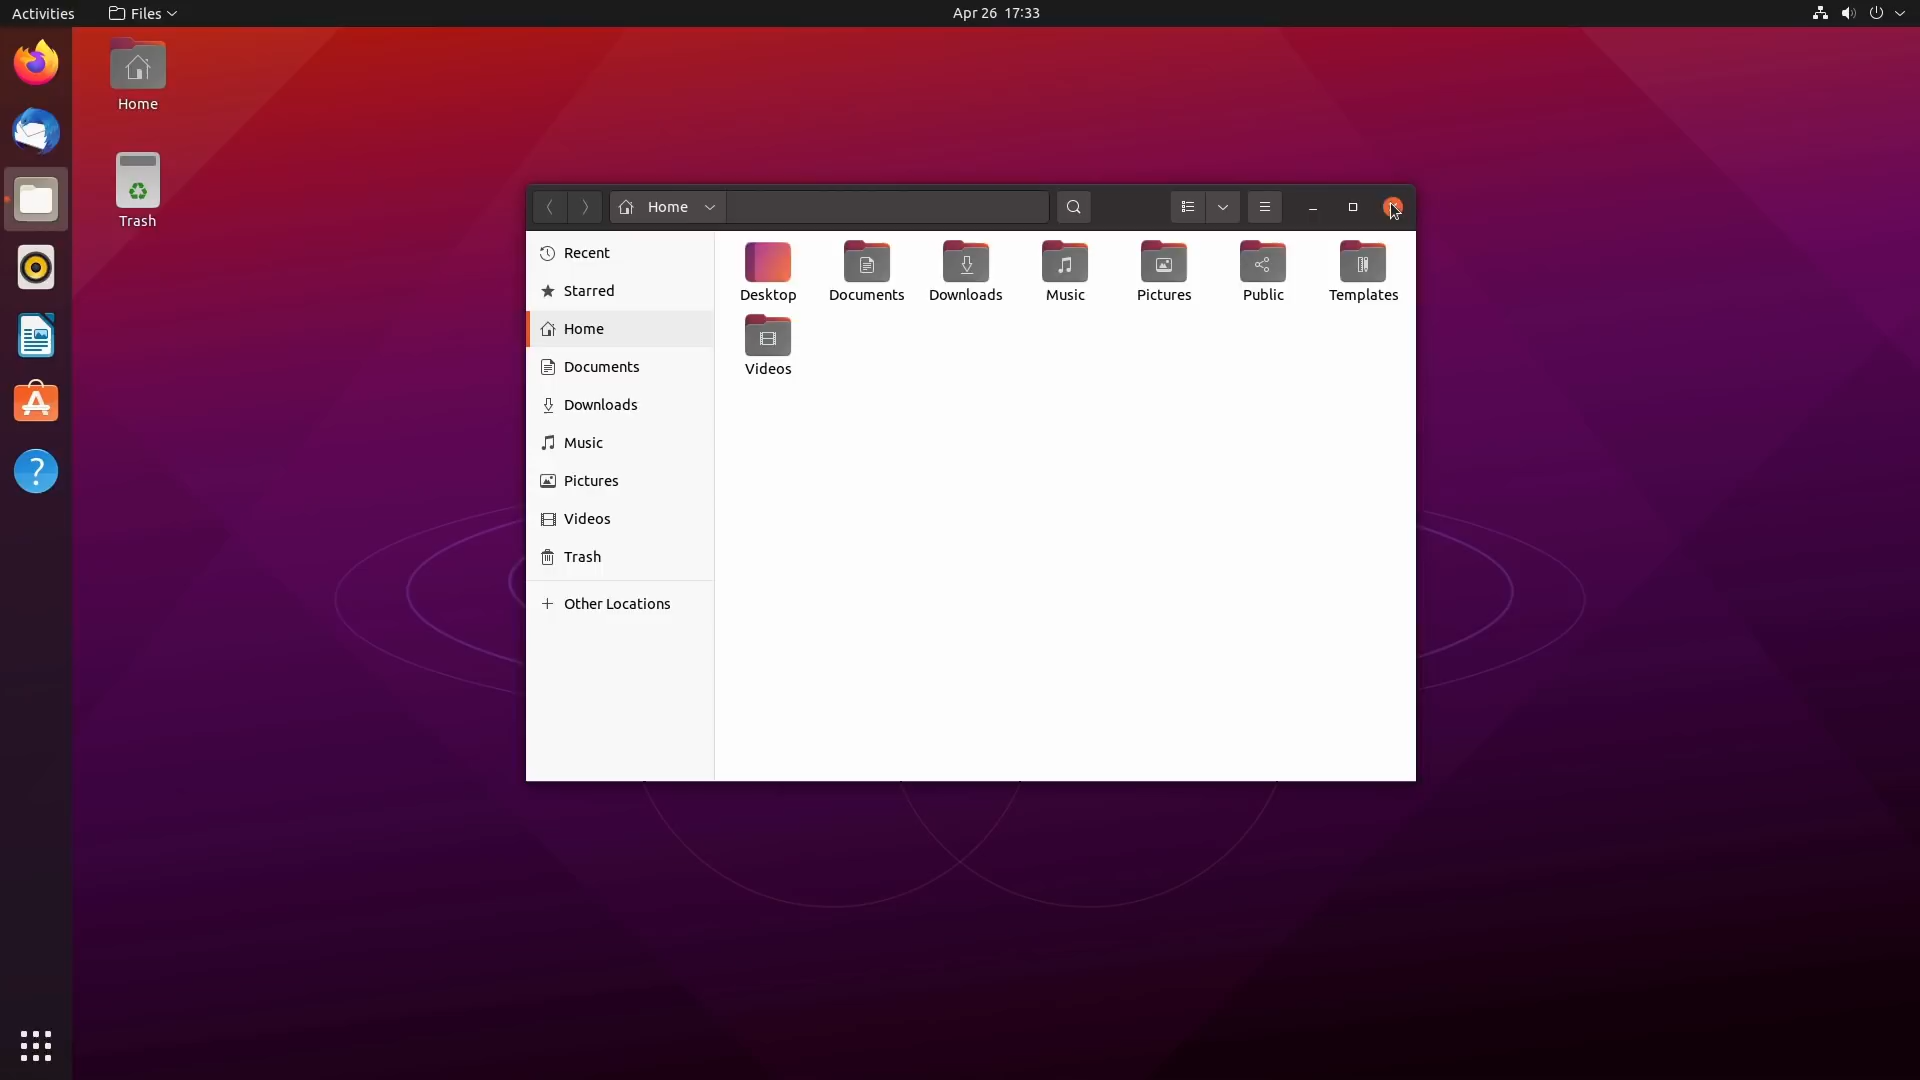 Activities
Files
Apr 26 17:33
Home
Trash
Home
Recent
Starred
Home
Documents
Downloads
Music
Pictures
Videos
Trash
Other Locations
Desktop
Documents
Downloads
Music
Pictures
Public
Templates
Videos